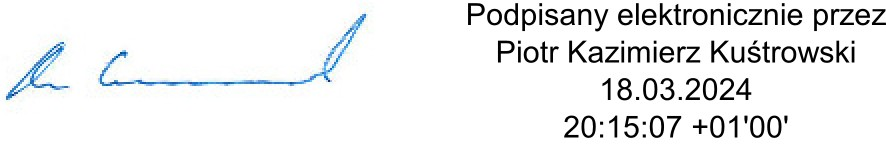 Podpisany elektronicznie przez
Piotr Kazimierz Kuśtrowski
18.03.2024
20:15:07 +01'00'